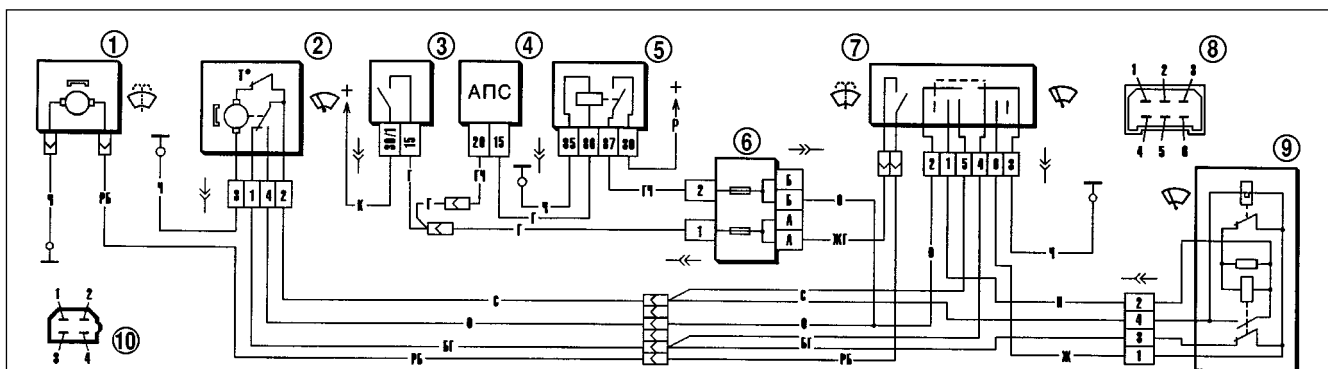 1
2
3
4
5
6
7
8
9
10
T°
+
АПС
+
1 2 3
4 5 6
30/1 15
20 15
85 86 87 30
Р
2
1
Б
Б
А
А
2 1 5 4 6 3
3 1 4 2
Ч
РБ
Ч
К
Г
ГЧ
Г
Г
Ч
Г
ГЧ
О
ЖГ
О
Ч
1 2
3 4
С
О
БГ
РБ
С
О
БГ
РБ
Ж
2
4
3
1